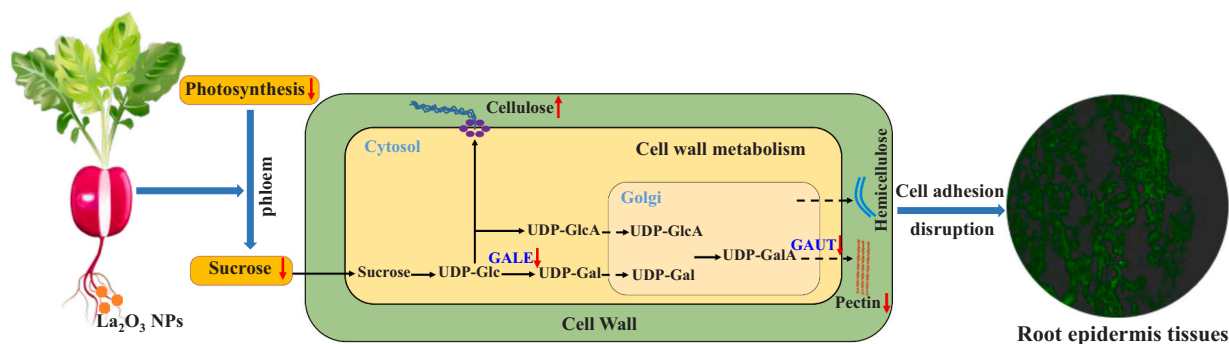 Photosynthesis
phloem
Sucrose
La₂O₃ NPs
Cellulose
Cytosol
Cell wall metabolism
Golgi
UDP-GlcA
UDP-GlcA
GALE
GAUT
UDP-GalA
Sucrose
UDP-Glc
UDP-Gal
UDP-Gal
Hemicellulose
Pectin
Cell Wall
Cell adhesion
disruption
Root epidermis tissues